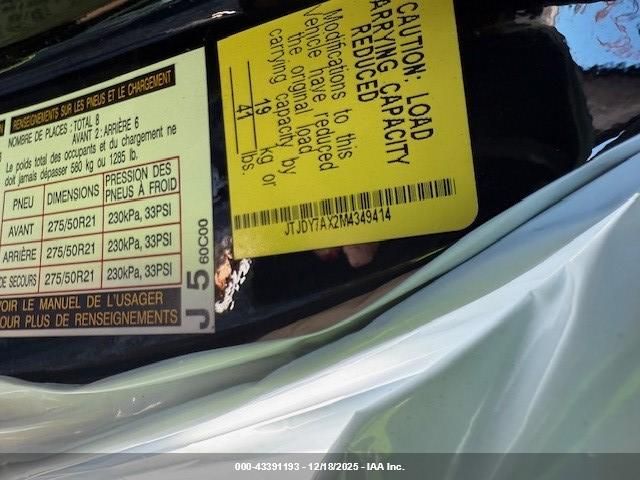 RENSEIGNEMENTS SUR LES PNEUS ET LE CHARGEMENT
NOMBRE DE PLACES : TOTAL 8
AVANT 2 : ARRIÈRE 6
Le poids total des occupants et du chargement ne
doit jamais dépasser 580 kg ou 1285 lb.
PNEU DIMENSIONS PRESSION DES PNEUS À FROID
AVANT 275/50R21 230kPa, 33PSI
ARRIÈRE 275/50R21 230kPa, 33PSI
DE SECOURS 275/50R21 230kPa, 33PSI
VOIR LE MANUEL DE L'USAGER
POUR PLUS DE RENSEIGNEMENTS
J 5 60C00
CAUTION: LOAD
CARRYING CAPACITY
REDUCED
Modifications to this
Vehicle have reduced
the original load
carrying capacity by
19 kg or
41 lbs.
JTJDY7AX2M4349414
000-43391193 - 12/18/2025 - IAA Inc.